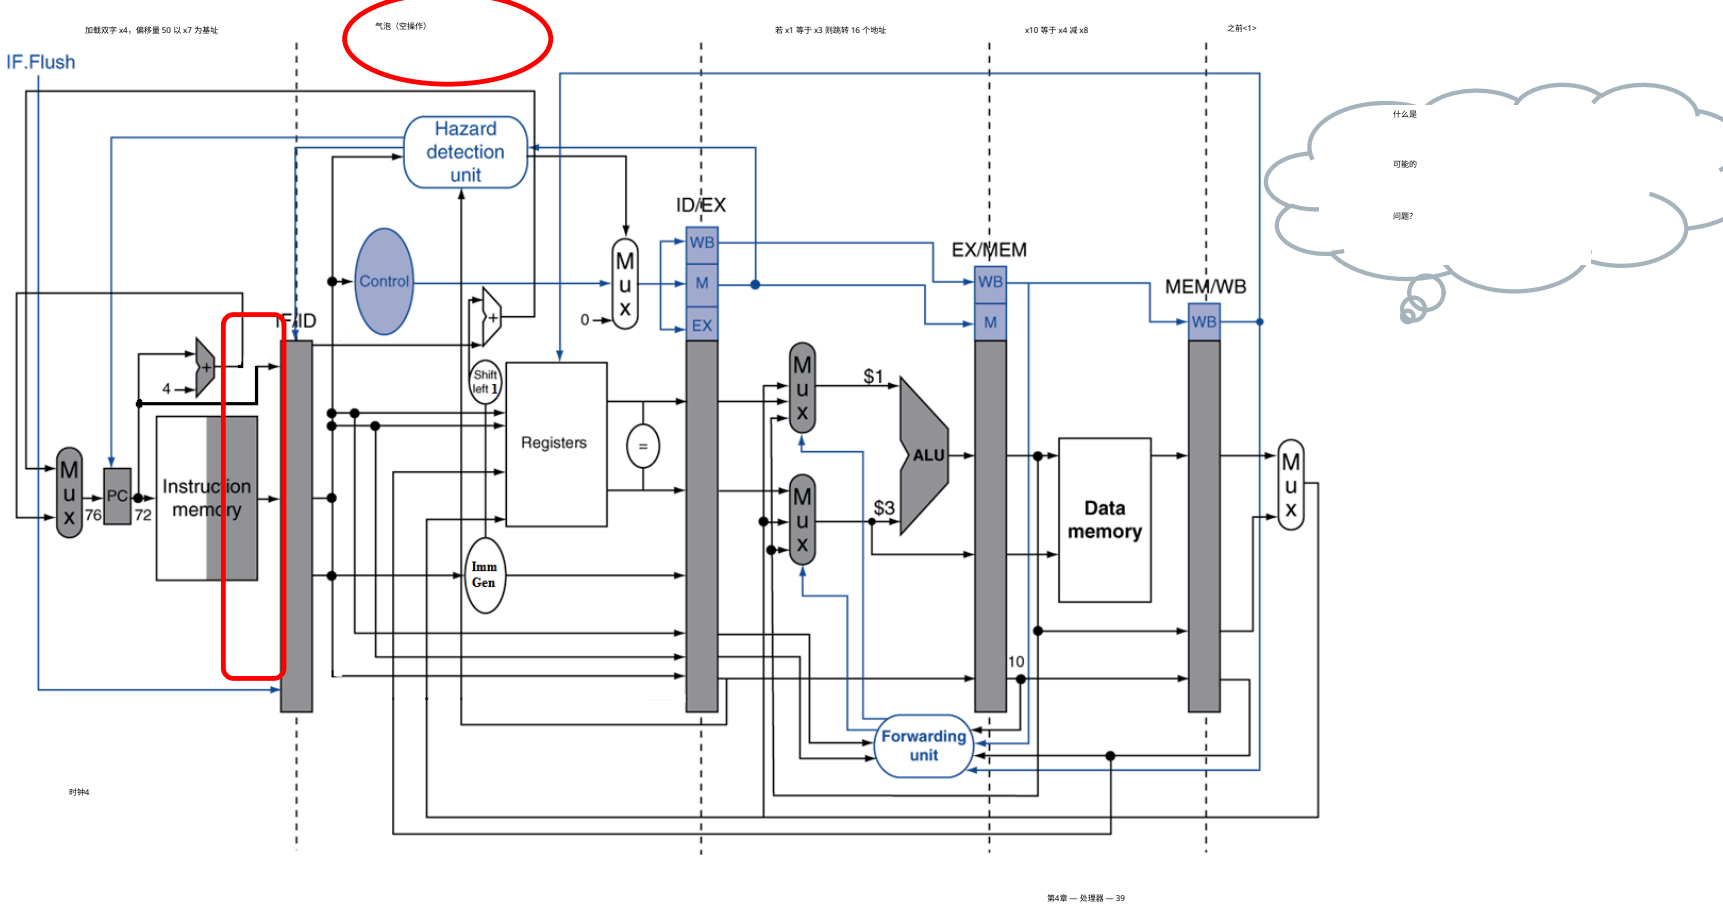 加载双字 x4，偏移量 50 以 x7 为基址
气泡（空操作）
若 x1 等于 x3 则跳转 16 个地址
x10 等于 x4 减 x8
之前<1>
IF.Flush
什么是
可能的
问题？
Hazard
detection
unit
ID/EX
WB
M
EX
Control
M
u
x
0
EX/MEM
WB
M
MEM/WB
WB
IF/ID
+
4
+
Shift
left 1
Registers
=
M
u
x
$1
ALU
M
u
x
$3
Data
memory
M
u
x
M
u
x
76
PC
72
Instruction
memory
Imm
Gen
10
Forwarding
unit
时钟4
第4章 — 处理器 — 39